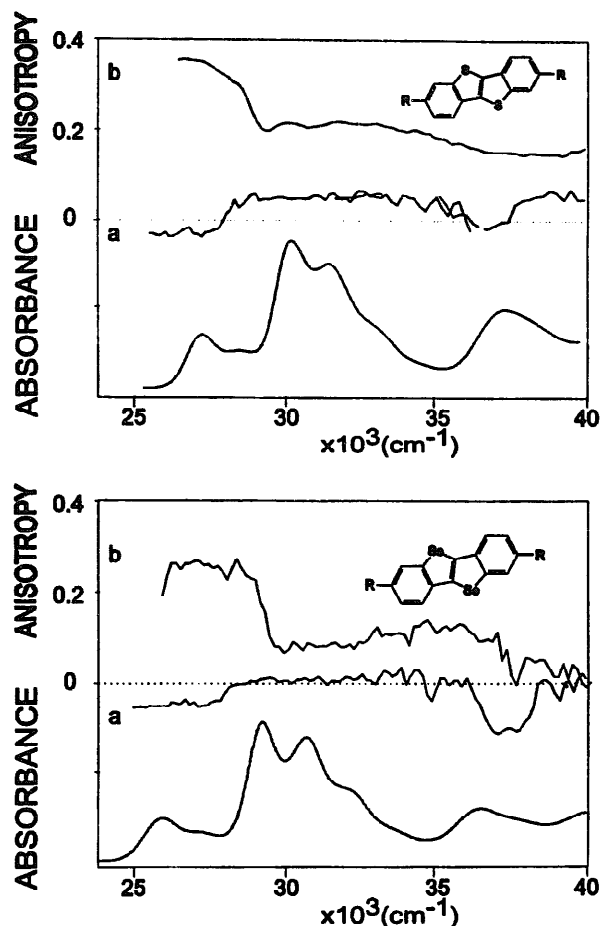 0.4
ANISOTROPY
b
0.2
S
S
R
R
0
a
ABSORBANCE
25
30
35
40
x10³(cm⁻¹)
0.4
ANISOTROPY
b
0.2
Se
Se
R
R
0
a
ABSORBANCE
25
30
35
40
x10³(cm⁻¹)